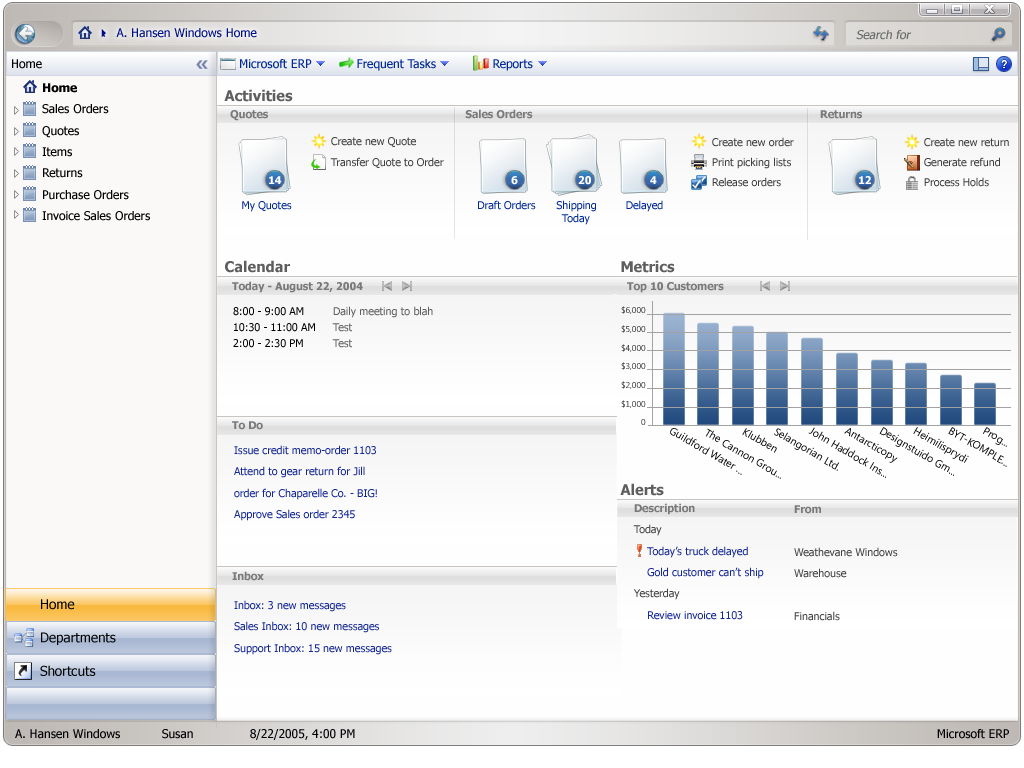 A. Hansen Windows Home
Search for
Home
Microsoft ERP
Frequent Tasks
Reports
Home
Sales Orders
Quotes
Items
Returns
Purchase Orders
Invoice Sales Orders
Home
Departments
Shortcuts
Activities
Quotes
14
My Quotes
Create new Quote
Transfer Quote to Order
Sales Orders
6
Draft Orders
20
Shipping
Today
4
Delayed
Create new order
Print picking lists
Release orders
Returns
12
Create new return
Generate refund
Process Holds
Calendar
Today - August 22, 2004
8:00 - 9:00 AM Daily meeting to blah
10:30 - 11:00 AM Test
2:00 - 2:30 PM Test
To Do
Issue credit memo-order 1103
Attend to gear return for Jill
order for Chaparelle Co. - BIG!
Approve Sales order 2345
Inbox
Inbox: 3 new messages
Sales Inbox: 10 new messages
Support Inbox: 15 new messages
Metrics
Top 10 Customers
$6,000
$5,000
$4,000
$3,000
$2,000
$1,000
0
Guildford Water ...
The Cannon Grou...
Klubben
Selangorian Ltd.
John Haddock Ins...
Antarcticopy
Designstuido Gm...
Heimilisprydi
BYT-KOMPLE...
Prog...
Alerts
Description From
Today
Today's truck delayed Weathevane Windows
Gold customer can't ship Warehouse
Yesterday
Review invoice 1103 Financials
A. Hansen Windows Susan 8/22/2005, 4:00 PM Microsoft ERP